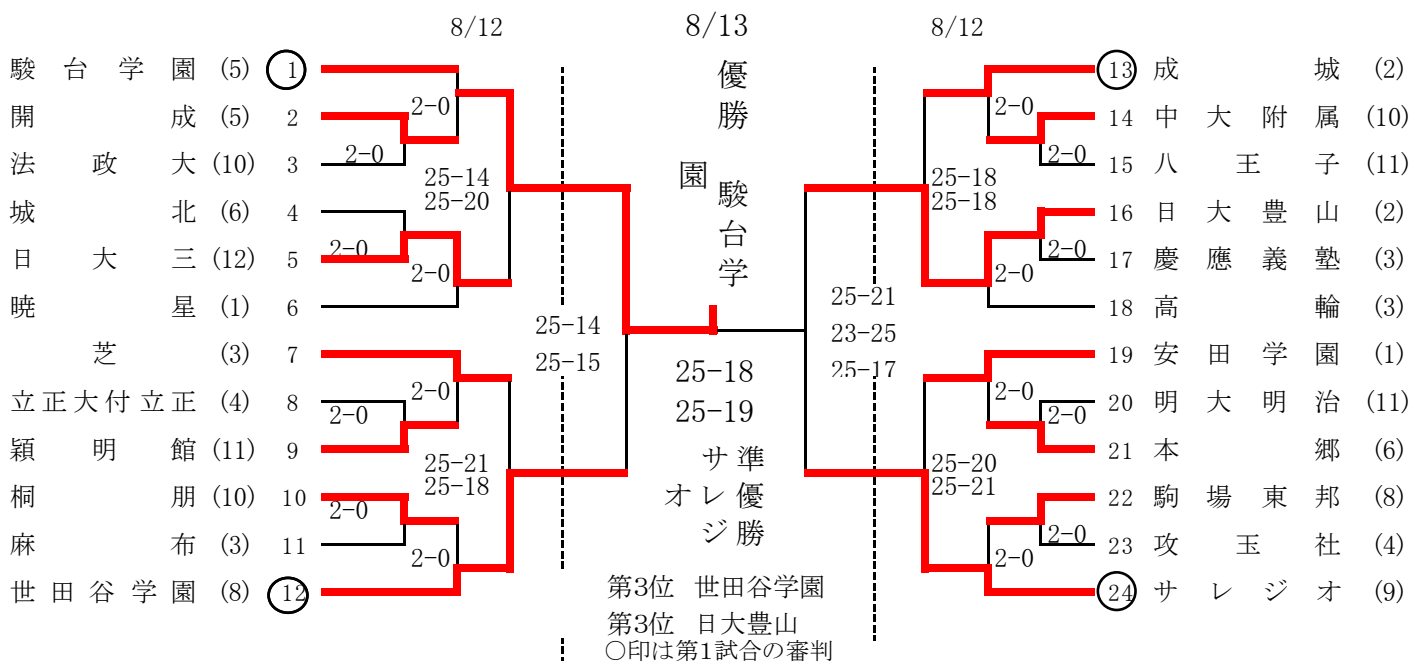 8/12 8/13 8/12
駿台学園 (5) 1
開成 (5) 2
法政大 (10) 3
城北 (6) 4
日大三 (12) 5
暁星 (1) 6
芝 (3) 7
立正大付立正 (4) 8
穎明館 (11) 9
桐朋 (10) 10
麻布 (3) 11
世田谷学園 (8) 12
2-0
2-0
25-14
25-20
2-0
2-0
2-0
2-0
25-21
25-18
2-0
2-0
25-14
25-15
優勝
駿台学園
25-18
25-19
準優勝
サレジオ
第3位 世田谷学園
第3位 日大豊山
○印は第1試合の審判
25-21
23-25
25-17
2-0
2-0
25-18
25-18
2-0
2-0
2-0
2-0
25-20
25-21
2-0
2-0
13 成城 (2)
14 中大附属 (10)
15 八王子 (11)
16 日大豊山 (2)
17 慶應義塾 (3)
18 高輪 (3)
19 安田学園 (1)
20 明大明治 (11)
21 本郷 (6)
22 駒場東邦 (8)
23 攻玉社 (4)
24 サレジオ (9)